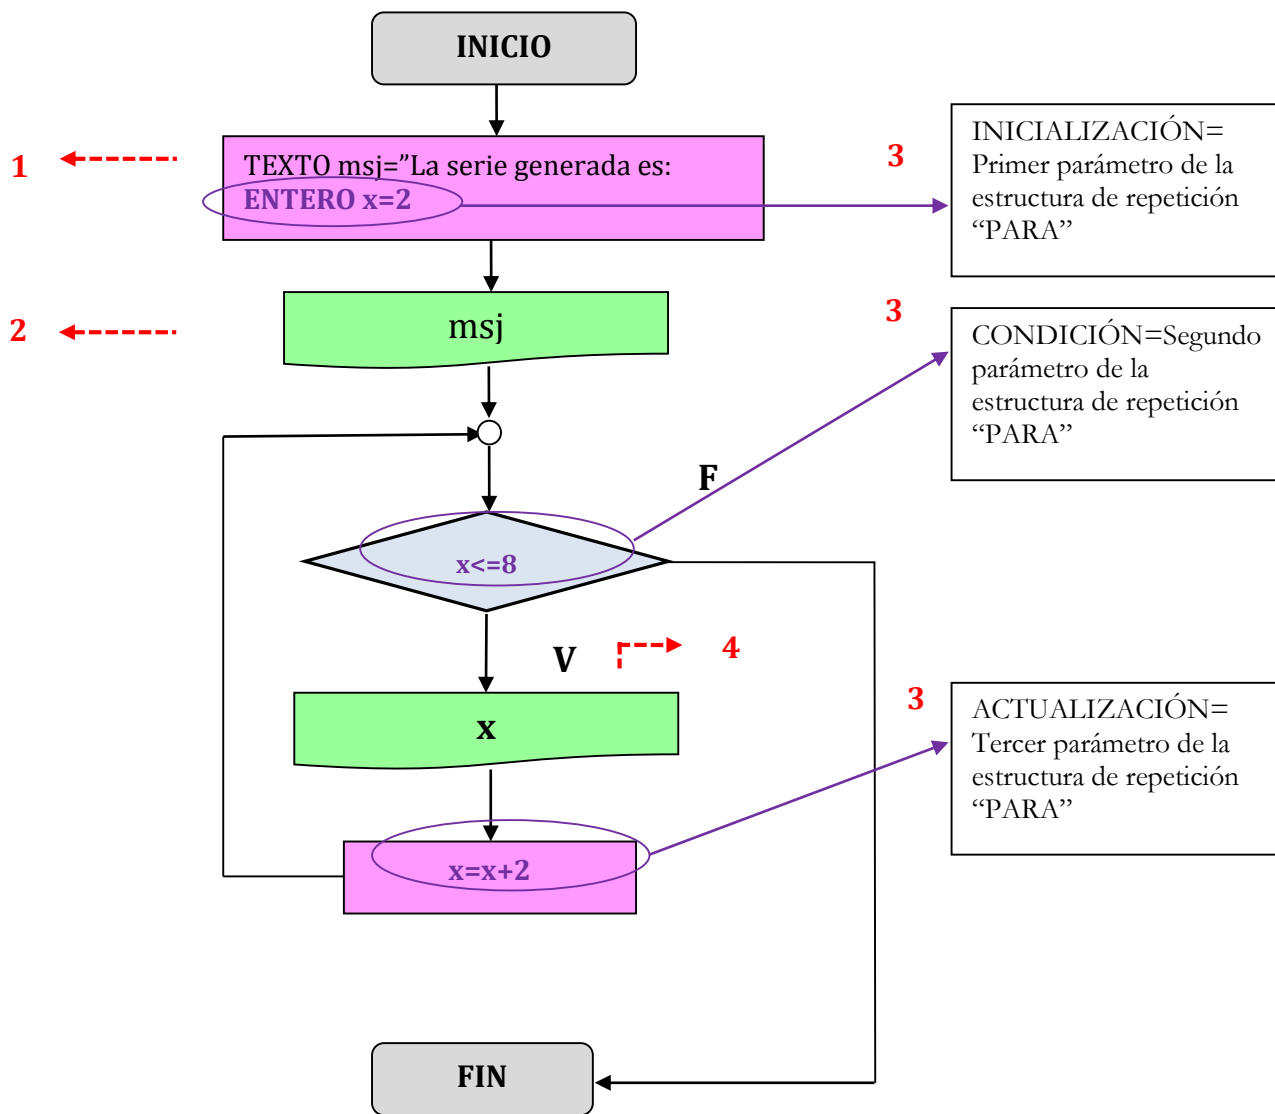 INICIO
1
TEXTO msj=”La serie generada es:
ENTERO x=2
3
INICIALIZACIÓN=
Primer parámetro de la
estructura de repetición
“PARA”
2
msj
3
CONDICIÓN=Segundo
parámetro de la
estructura de repetición
“PARA”
F
x<=8
V
4
x
3
ACTUALIZACIÓN=
Tercer parámetro de la
estructura de repetición
“PARA”
x=x+2
FIN